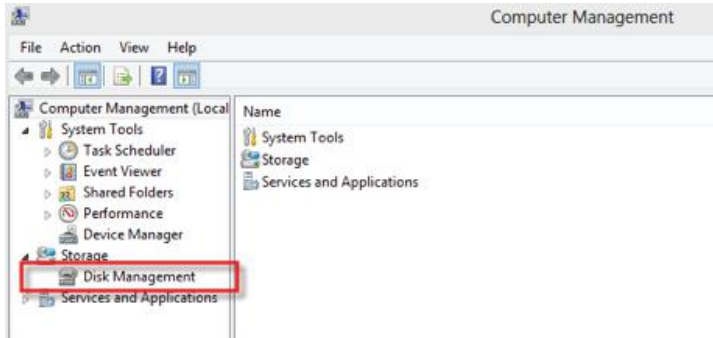 Computer Management
File Action View Help
Computer Management (Local
System Tools
Task Scheduler
Event Viewer
Shared Folders
Performance
Device Manager
Storage
Disk Management
Services and Applications
Name
System Tools
Storage
Services and Applications